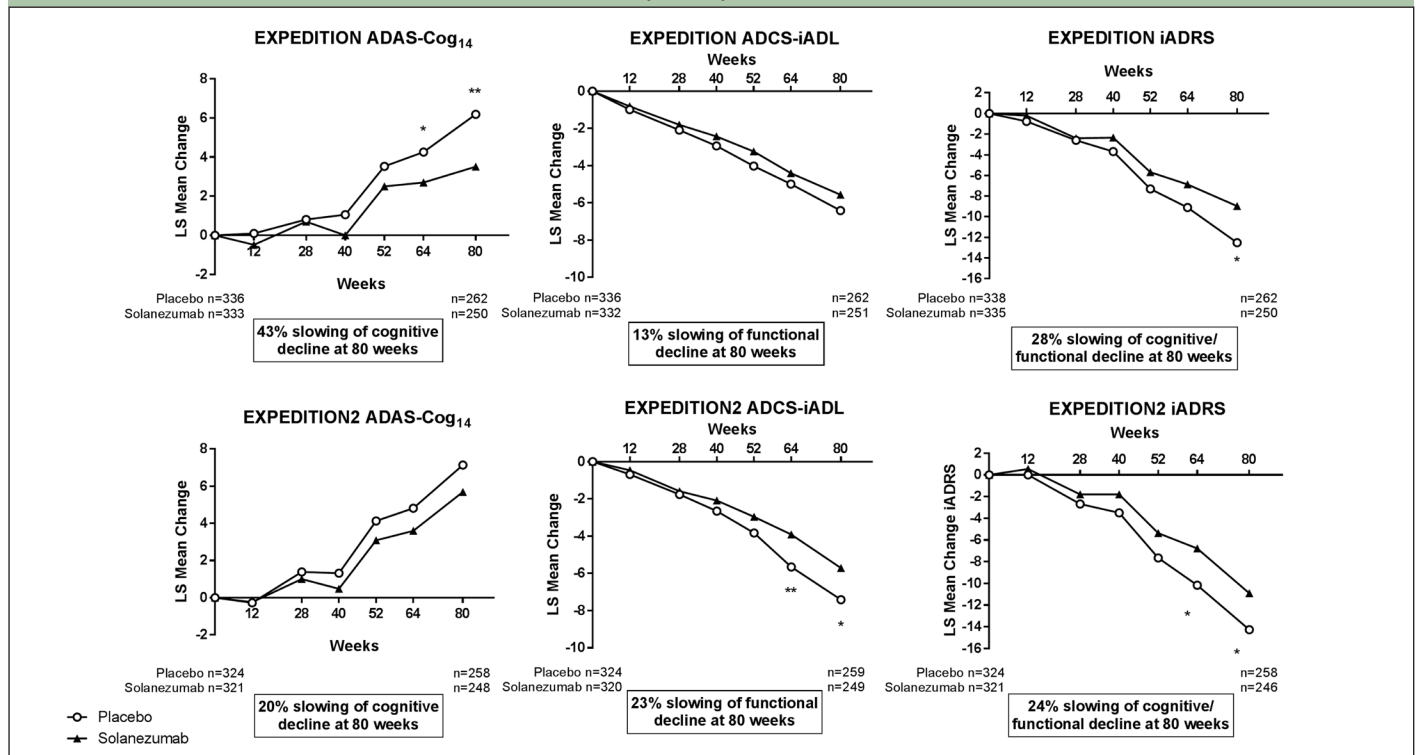 EXPEDITION ADAS-Cog14
LS Mean Change
8
6
4
2
0
-2
*
**
12 28 40 52 64 80
Weeks
Placebo n=336 n=262
Solanezumab n=333 n=250
43% slowing of cognitive
decline at 80 weeks
EXPEDITION ADCS-iADL
Weeks
12 28 40 52 64 80
LS Mean Change
0
-2
-4
-6
-8
-10
Placebo n=336 n=262
Solanezumab n=332 n=251
13% slowing of functional
decline at 80 weeks
EXPEDITION iADRS
Weeks
12 28 40 52 64 80
LS Mean Change
2
0
-2
-4
-6
-8
-10
-12
-14
-16
*
Placebo n=338 n=262
Solanezumab n=335 n=250
28% slowing of cognitive/
functional decline at 80 weeks
EXPEDITION2 ADAS-Cog14
LS Mean Change
8
6
4
2
0
-2
12 28 40 52 64 80
Weeks
Placebo n=324 n=258
Solanezumab n=321 n=248
20% slowing of cognitive
decline at 80 weeks
EXPEDITION2 ADCS-iADL
Weeks
12 28 40 52 64 80
LS Mean Change
0
-2
-4
-6
-8
-10
**
*
Placebo n=324 n=259
Solanezumab n=320 n=249
23% slowing of functional
decline at 80 weeks
EXPEDITION2 iADRS
Weeks
12 28 40 52 64 80
LS Mean Change iADRS
2
0
-2
-4
-6
-8
-10
-12
-14
-16
*
*
Placebo n=324 n=258
Solanezumab n=321 n=246
24% slowing of cognitive/
functional decline at 80 weeks
Placebo
Solanezumab